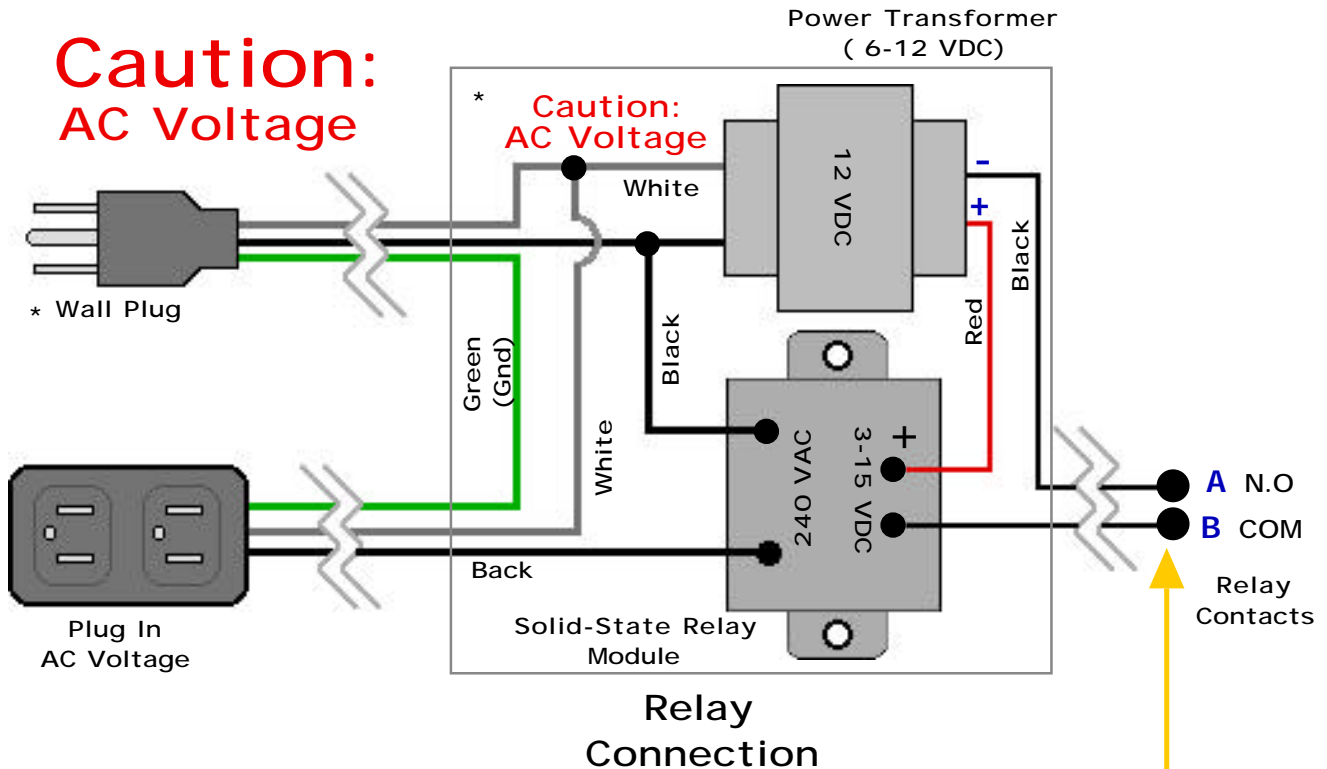 Power Transformer
( 6-12 VDC)
Caution:
AC Voltage
*
Caution:
AC Voltage
White
12 VDC
-
+
Black
Red
* Wall Plug
Green
(Gnd)
Black
White
240 VAC
3-15 VDC
+
A N.O
B COM
Relay
Contacts
Back
Plug In
AC Voltage
Solid-State Relay
Module
Relay
Connection